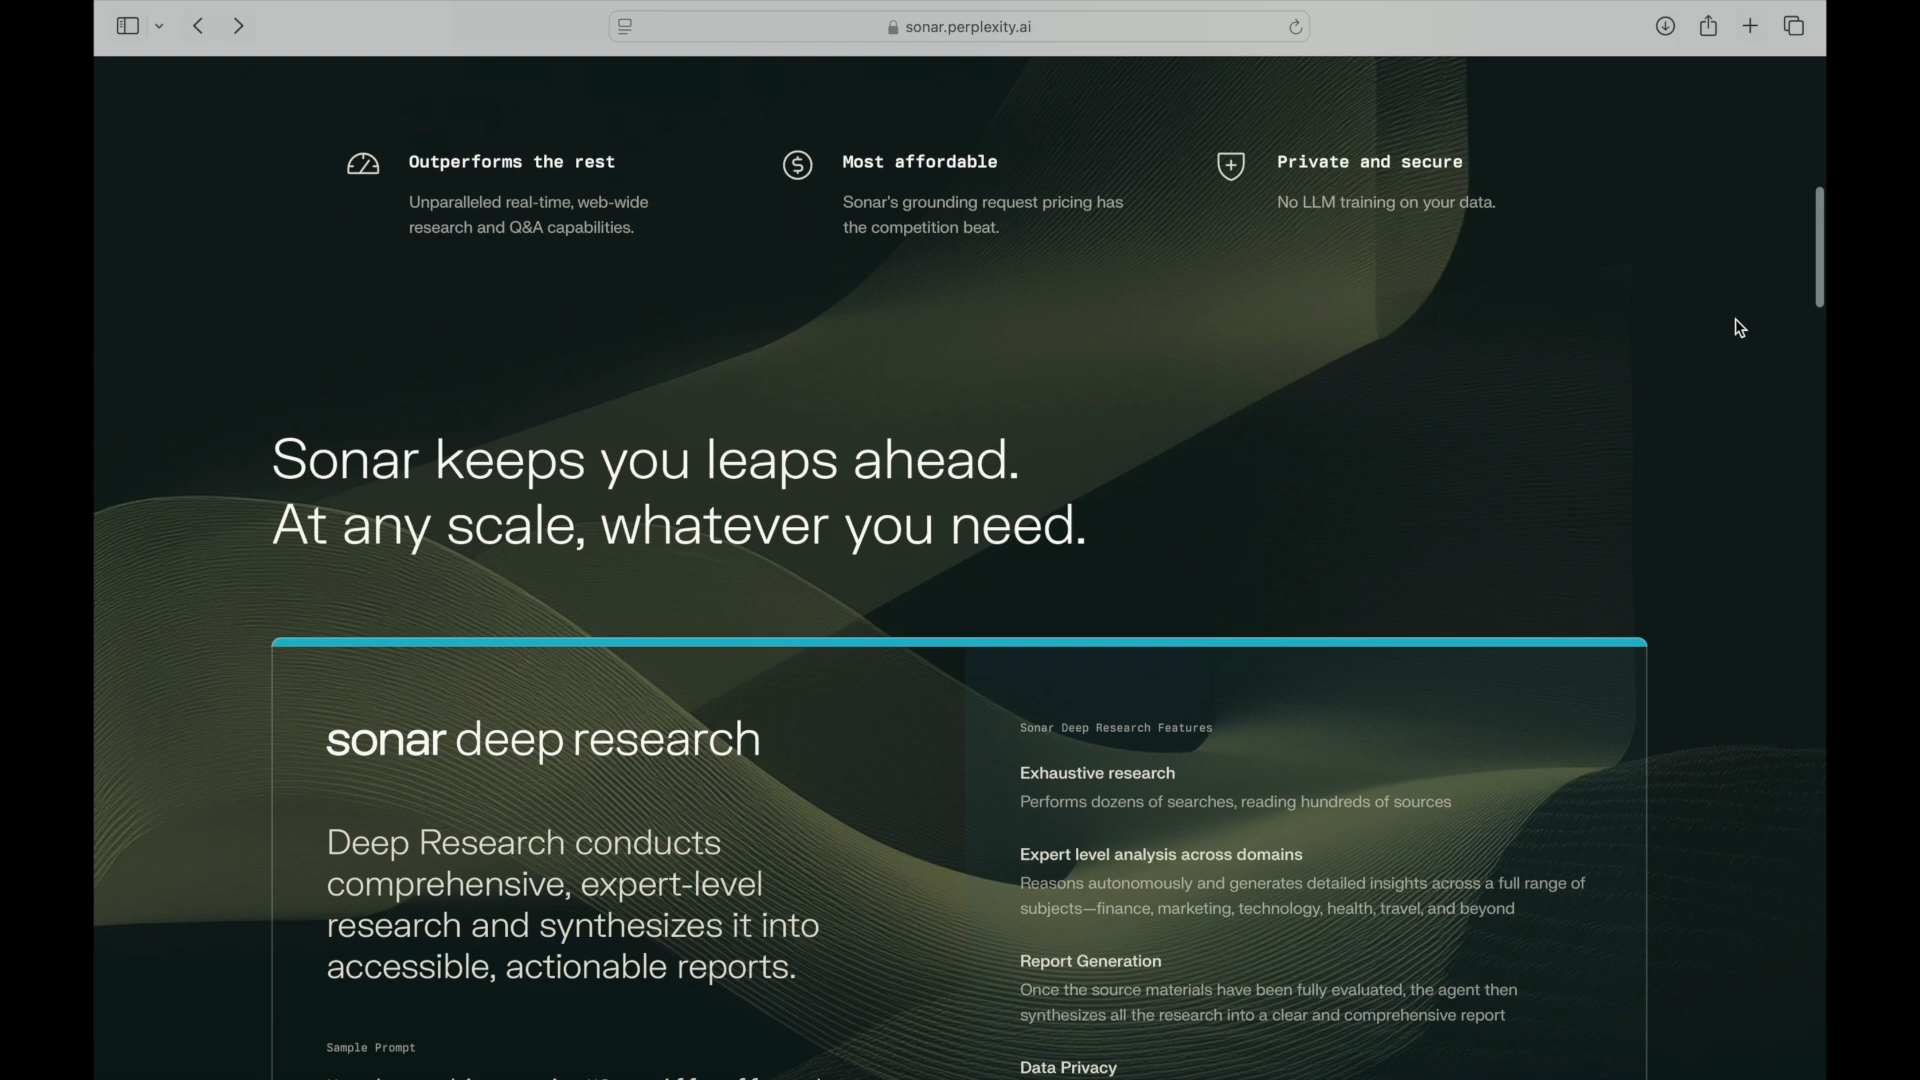 sonar.perplexity.ai
Outperforms the rest
Unparalleled real-time, web-wide
research and Q&A capabilities.
Most affordable
Sonar's grounding request pricing has
the competition beat.
Private and secure
No LLM training on your data.
Sonar keeps you leaps ahead.
At any scale, whatever you need.
sonar deep research
Deep Research conducts
comprehensive, expert-level
research and synthesizes it into
accessible, actionable reports.
Sample Prompt
Sonar Deep Research Features
Exhaustive research
Performs dozens of searches, reading hundreds of sources
Expert level analysis across domains
Reasons autonomously and generates detailed insights across a full range of
subjects—finance, marketing, technology, health, travel, and beyond
Report Generation
Once the source materials have been fully evaluated, the agent then
synthesizes all the research into a clear and comprehensive report
Data Privacy